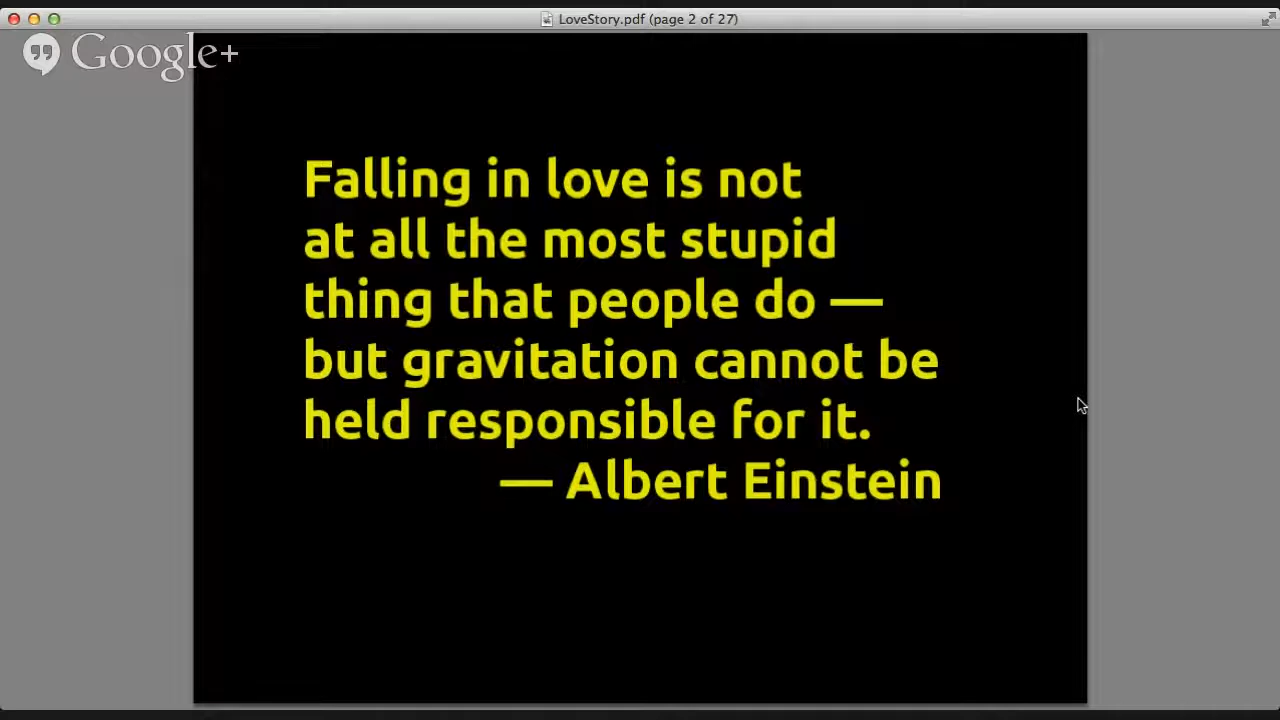 LoveStory.pdf (page 2 of 27)
Google+
Falling in love is not
at all the most stupid
thing that people do —
but gravitation cannot be
held responsible for it.
— Albert Einstein